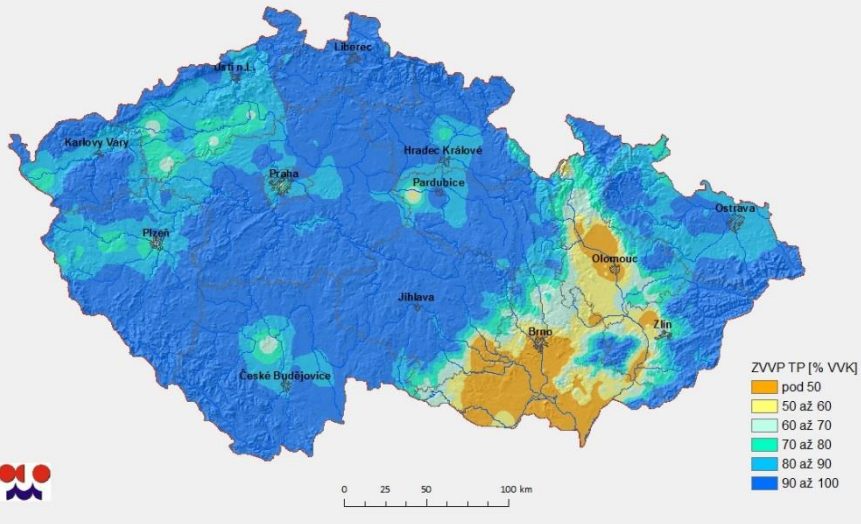 Liberec
Ústí n.L.
Karlovy Vary
Hradec Králové
Praha
Pardubice
Ostrava
Plzeň
Olomouc
Jihlava
Zlín
Brno
České Budějovice
ZVVP TP [% VVK]
pod 50
50 až 60
60 až 70
70 až 80
80 až 90
90 až 100
0 25 50 100 km